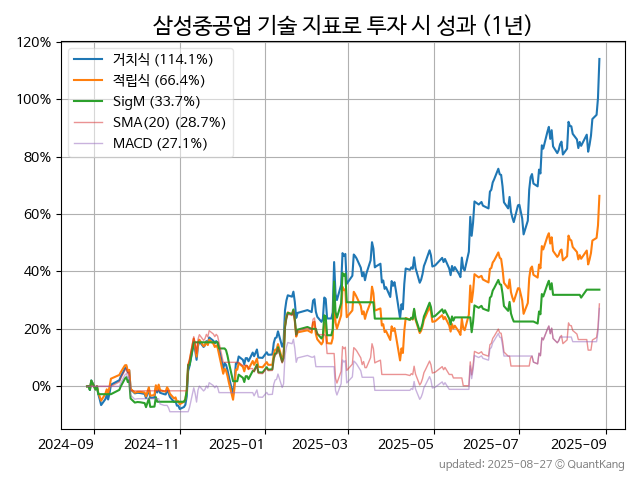 삼성중공업 기술 지표로 투자 시 성과 (1년)
120%
100%
80%
60%
40%
20%
0%
거치식 (114.1%)
적립식 (66.4%)
SigM (33.7%)
SMA(20) (28.7%)
MACD (27.1%)
2024-09
2024-11
2025-01
2025-03
2025-05
2025-07
2025-09
updated: 2025-08-27 © QuantKang